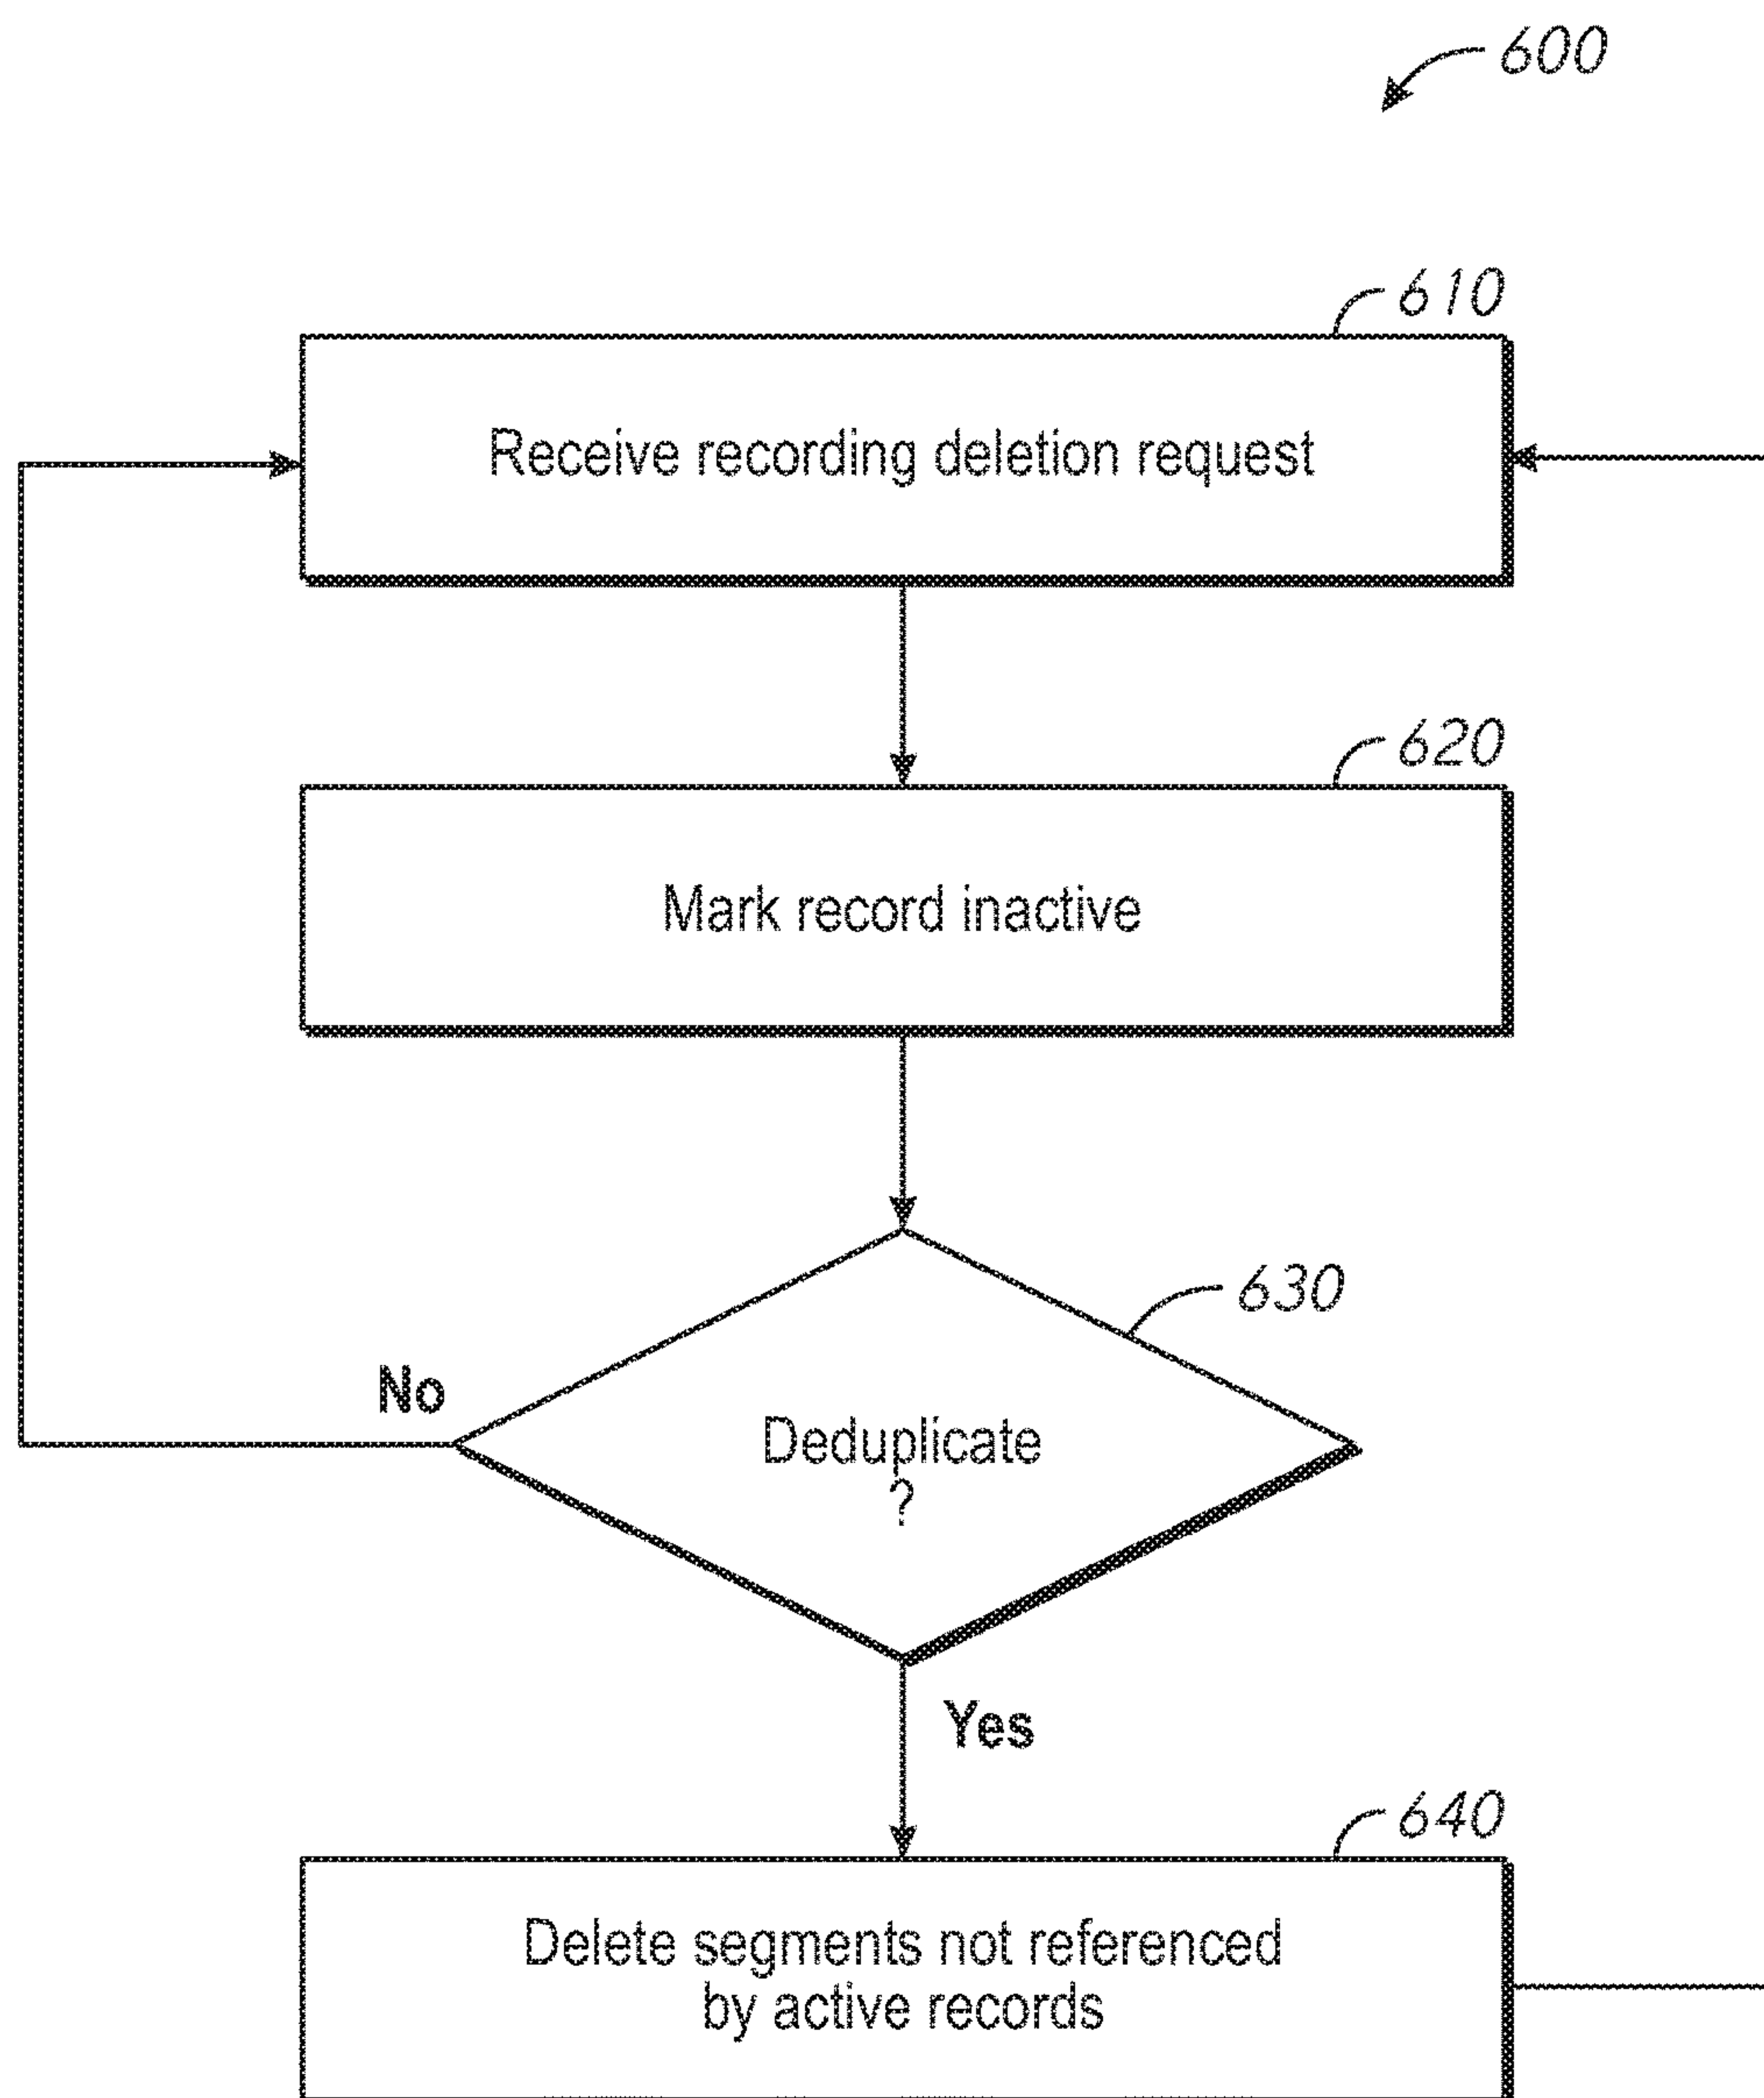 600
610
Receive recording deletion request
620
Mark record inactive
630
No
Deduplicate
?
Yes
640
Delete segments not referenced
by active records